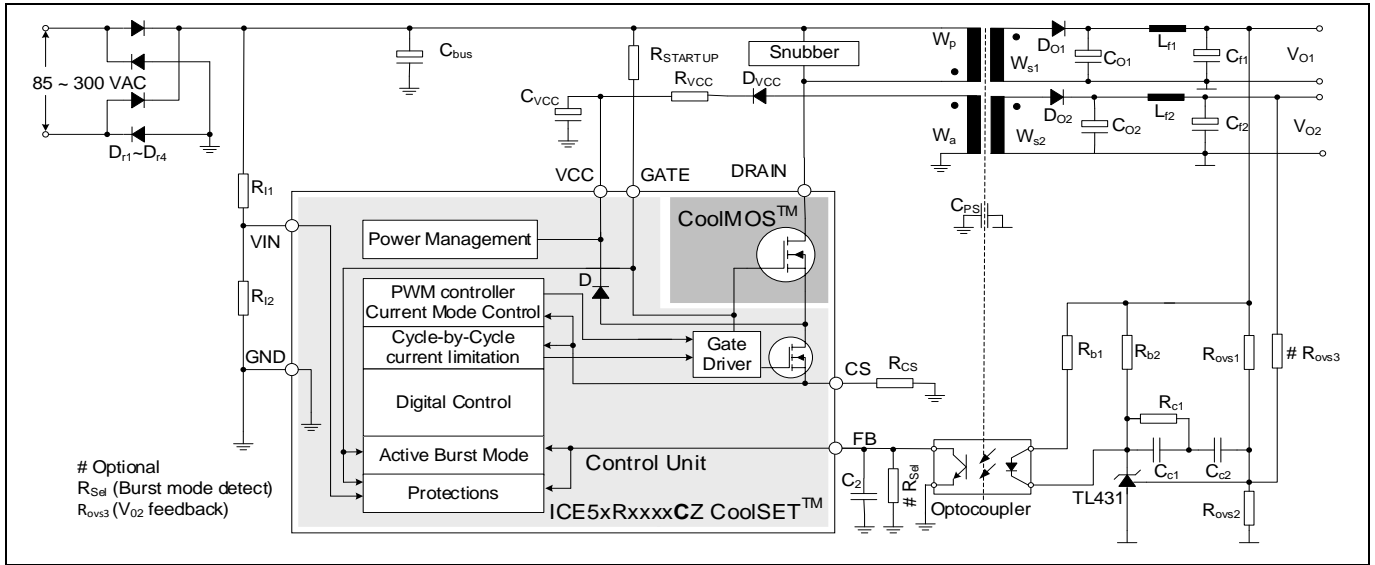 85 ~ 300 VAC
Dr1~Dr4
Cbus
RSTARTUP
Snubber
RVCC
DVCC
CVCC
Wp
Wa
Ws1
Ws2
DO1
CO1
Lf1
Cf1
VO1
DO2
CO2
Lf2
Cf2
VO2
RI1
VIN
RI2
GND
VCC
GATE
DRAIN
CoolMOS™
Power Management
D
PWM controller
Current Mode Control
Cycle-by-Cycle
current limitation
Digital Control
Active Burst Mode
Protections
Gate
Driver
Control Unit
ICE5xRxxxxCZ CoolSET™
CS
RCS
FB
C2
# RSel
Optocoupler
CPS
Rb1
Rb2
Rovs1
# Rovs3
Rc1
Cc1
Cc2
TL431
Rovs2
# Optional
RSel (Burst mode detect)
Rovs3 (V02 feedback)